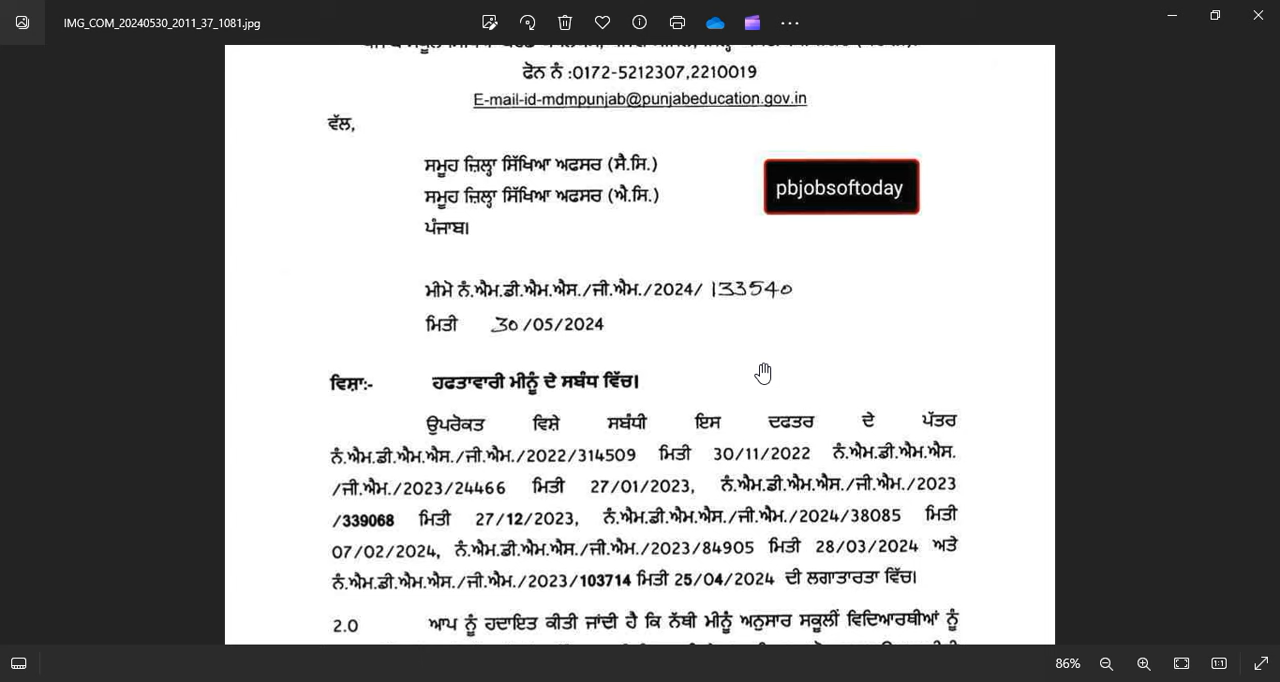 IMG_COM_20240530_2011_37_1081.jpg
ਫੋਨ ਨੰ :0172-5212307,2210019
E-mail-id-mdmpunjab@punjabeducation.gov.in
ਵੱਲ,
ਸਮੂਹ ਜ਼ਿਲ੍ਹਾ ਸਿੱਖਿਆ ਅਫਸਰ (ਸੈ.ਸਿ.)
ਸਮੂਹ ਜ਼ਿਲ੍ਹਾ ਸਿੱਖਿਆ ਅਫਸਰ (ਐ.ਸਿ.)
ਪੰਜਾਬ।
pbjobsoftoday
ਮੀਮੋ ਨੰ.ਐਮ.ਡੀ.ਐਮ.ਐਸ./ਜੀ.ਐਮ./2024/ 133540
ਮਿਤੀ 30/05/2024
ਵਿਸ਼ਾ:- ਹਫਤਾਵਾਰੀ ਮੀਨੂੰ ਦੇ ਸਬੰਧ ਵਿੱਚ।
ਉਪਰੋਕਤ ਵਿਸ਼ੇ ਸਬੰਧੀ ਇਸ ਦਫਤਰ ਦੇ ਪੱਤਰ
ਨੰ.ਐਮ.ਡੀ.ਐਮ.ਐਸ./ਜੀ.ਐਮ./2022/314509 ਮਿਤੀ 30/11/2022 ਨੰ.ਐਮ.ਡੀ.ਐਮ.ਐਸ.
/ਜੀ.ਐਮ./2023/24466 ਮਿਤੀ 27/01/2023, ਨੰ.ਐਮ.ਡੀ.ਐਮ.ਐਸ./ਜੀ.ਐਮ./2023
/339068 ਮਿਤੀ 27/12/2023, ਨੰ.ਐਮ.ਡੀ.ਐਮ.ਐਸ./ਜੀ.ਐਮ./2024/38085 ਮਿਤੀ
07/02/2024, ਨੰ.ਐਮ.ਡੀ.ਐਮ.ਐਸ./ਜੀ.ਐਮ./2023/84905 ਮਿਤੀ 28/03/2024 ਅਤੇ
ਨੰ.ਐਮ.ਡੀ.ਐਮ.ਐਸ./ਜੀ.ਐਮ./2023/103714 ਮਿਤੀ 25/04/2024 ਦੀ ਲਗਾਤਾਰਤਾ ਵਿੱਚ।
2.0 ਆਪ ਨੂੰ ਹਦਾਇਤ ਕੀਤੀ ਜਾਂਦੀ ਹੈ ਕਿ ਨੱਥੀ ਮੀਨੂੰ ਅਨੁਸਾਰ ਸਕੂਲੀਂ ਵਿਦਿਆਰਥੀਆਂ ਨੂੰ
86%